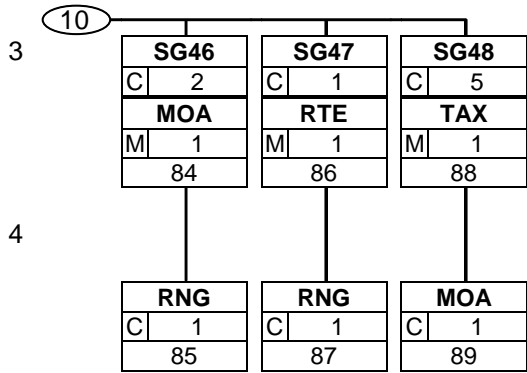 10
3
SG46 SG47 SG48
C 2 C 1 C 5
MOA RTE TAX
M 1 M 1 M 1
84 86 88
4
RNG RNG MOA
C 1 C 1 C 1
85 87 89